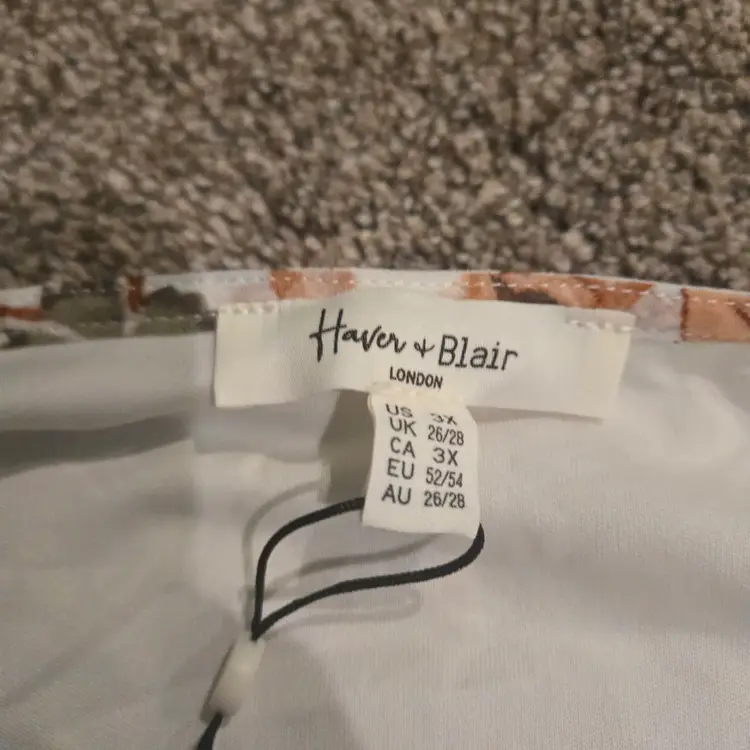 Haver & Blair
LONDON
US 3X
UK 26/28
CA 3X
EU 52/54
AU 26/28